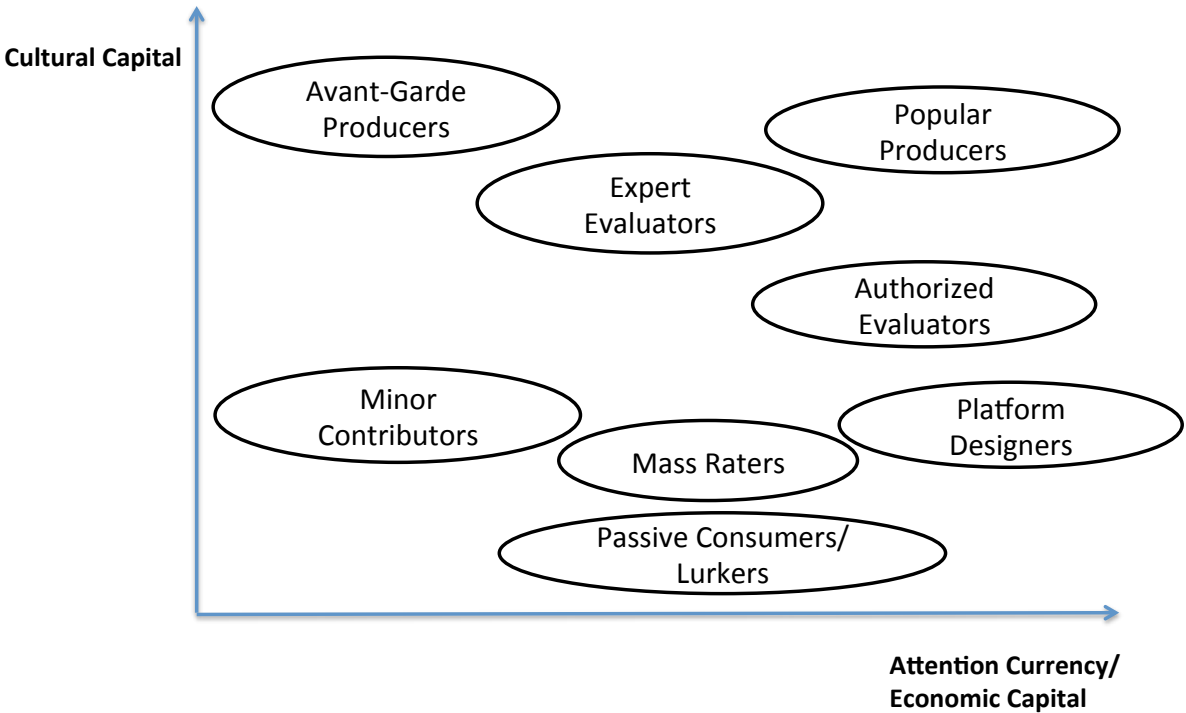 Cultural Capital
Avant-Garde
Producers
Popular
Producers
Expert
Evaluators
Authorized
Evaluators
Minor
Contributors
Platform
Designers
Mass Raters
Passive Consumers/
Lurkers
Attention Currency/
Economic Capital